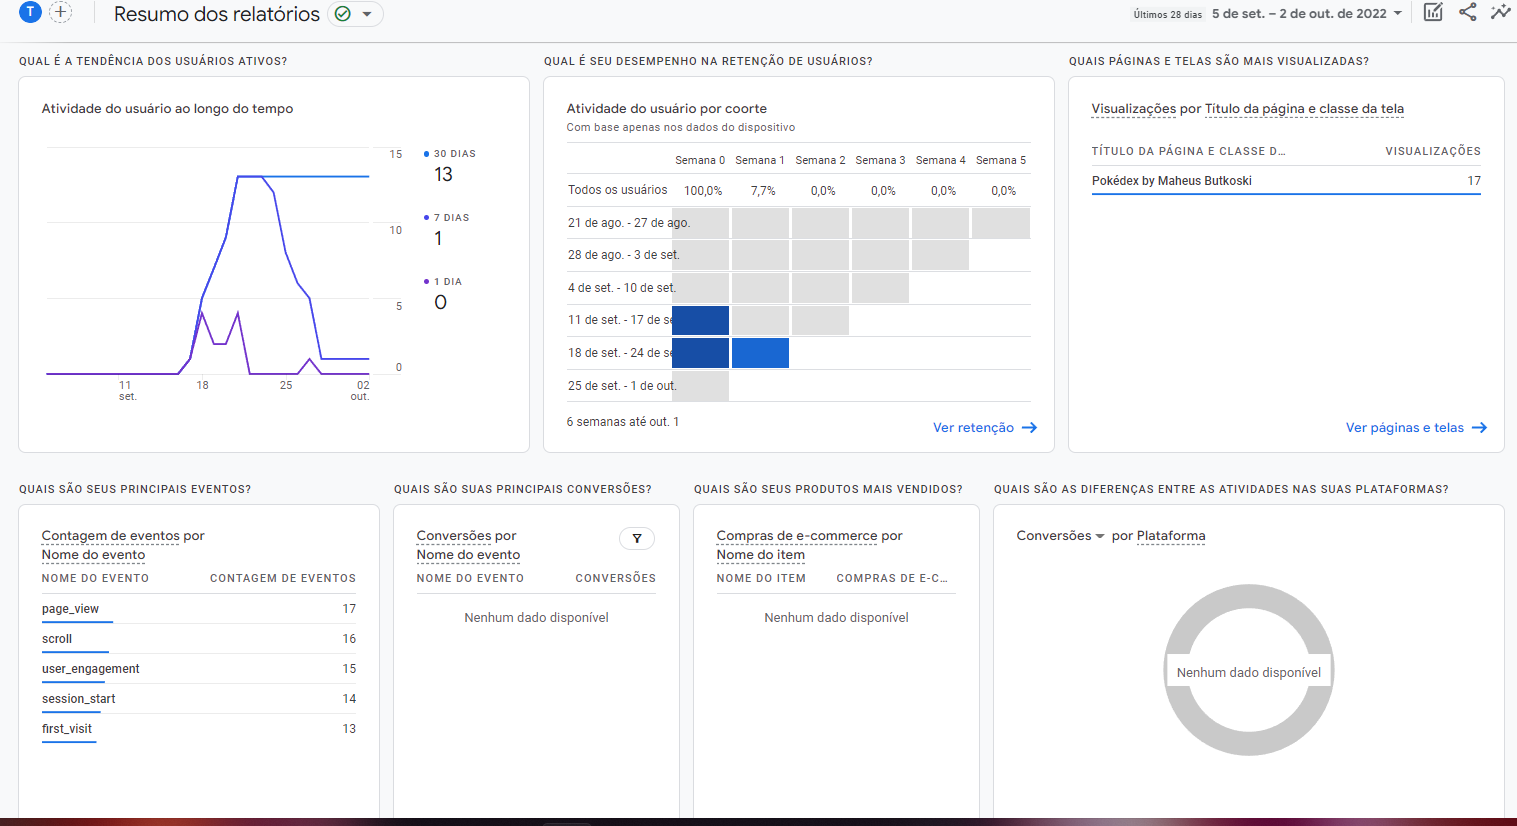 T
Resumo dos relatórios
Últimos 28 dias 5 de set. – 2 de out. de 2022
QUAL É A TENDÊNCIA DOS USUÁRIOS ATIVOS?
Atividade do usuário ao longo do tempo
15
10
5
0
11
set.
18
25
02
out.
30 DIAS
13
7 DIAS
1
1 DIA
0
QUAL É SEU DESEMPENHO NA RETENÇÃO DE USUÁRIOS?
Atividade do usuário por coorte
Com base apenas nos dados do dispositivo
Semana 0 Semana 1 Semana 2 Semana 3 Semana 4 Semana 5
Todos os usuários 100,0% 7,7% 0,0% 0,0% 0,0% 0,0%
21 de ago. - 27 de ago.
28 de ago. - 3 de set.
4 de set. - 10 de set.
11 de set. - 17 de se
18 de set. - 24 de se
25 de set. - 1 de out.
6 semanas até out. 1
Ver retenção
QUAIS PÁGINAS E TELAS SÃO MAIS VISUALIZADAS?
Visualizações por Título da página e classe da tela
TÍTULO DA PÁGINA E CLASSE D… VISUALIZAÇÕES
Pokédex by Maheus Butkoski 17
Ver páginas e telas
QUAIS SÃO SEUS PRINCIPAIS EVENTOS?
Contagem de eventos por
Nome do evento
NOME DO EVENTO CONTAGEM DE EVENTOS
page_view 17
scroll 16
user_engagement 15
session_start 14
first_visit 13
QUAIS SÃO SUAS PRINCIPAIS CONVERSÕES?
Conversões por
Nome do evento
NOME DO EVENTO CONVERSÕES
Nenhum dado disponível
QUAIS SÃO SEUS PRODUTOS MAIS VENDIDOS?
Compras de e-commerce por
Nome do item
NOME DO ITEM COMPRAS DE E-C…
Nenhum dado disponível
QUAIS SÃO AS DIFERENÇAS ENTRE AS ATIVIDADES NAS SUAS PLATAFORMAS?
Conversões por Plataforma
Nenhum dado disponível